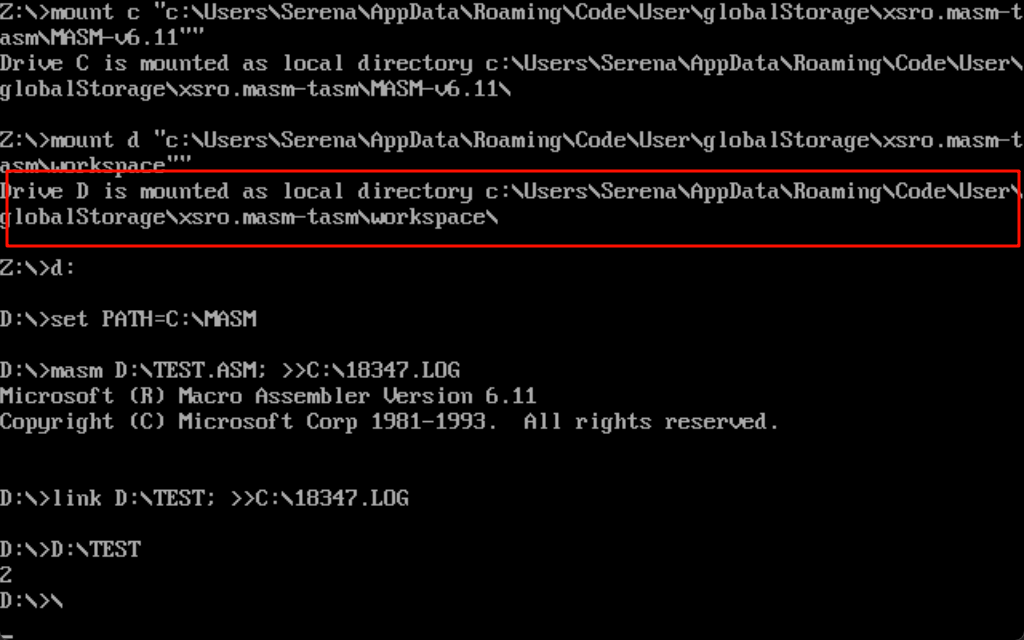 Z:\>mount c "c:\Users\Serena\AppData\Roaming\Code\User\globalStorage\xsro.masm-t
asm\MASM-v6.11""
Drive C is mounted as local directory c:\Users\Serena\AppData\Roaming\Code\User\
globalStorage\xsro.masm-tasm\MASM-v6.11\
Z:\>mount d "c:\Users\Serena\AppData\Roaming\Code\User\globalStorage\xsro.masm-t
asm\workspace""
Drive D is mounted as local directory c:\Users\Serena\AppData\Roaming\Code\User\
globalStorage\xsro.masm-tasm\workspace\
Z:\>d:
D:\>set PATH=C:\MASM
D:\>masm D:\TEST.ASM; >>C:\18347.LOG
Microsoft (R) Macro Assembler Version 6.11
Copyright (C) Microsoft Corp 1981-1993.  All rights reserved.
D:\>link D:\TEST; >>C:\18347.LOG
D:\>D:\TEST
2
D:\>\